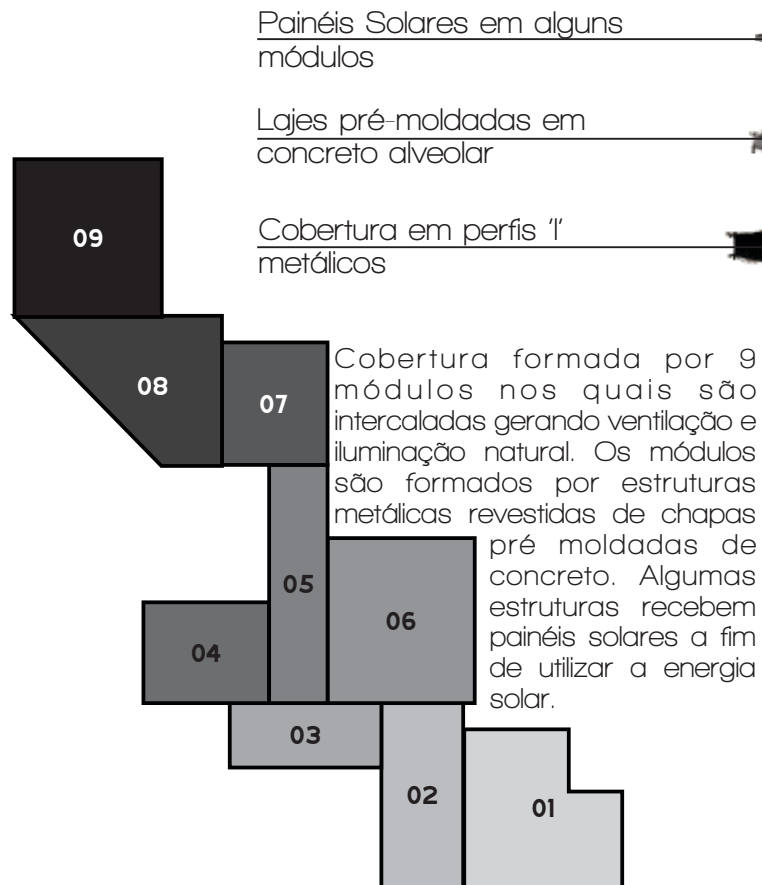 Painéis Solares em alguns
módulos
Lajes pré-moldadas em
concreto alveolar
Cobertura em perfis 'I'
metálicos
09
08
07
Cobertura formada por 9
módulos nos quais são
intercaladas gerando ventilação e
iluminação natural. Os módulos
são formados por estruturas
metálicas revestidas de chapas
pré moldadas de
concreto. Algumas
estruturas recebem
painéis solares a fim
de utilizar a energia
solar.
05
06
04
03
02
01